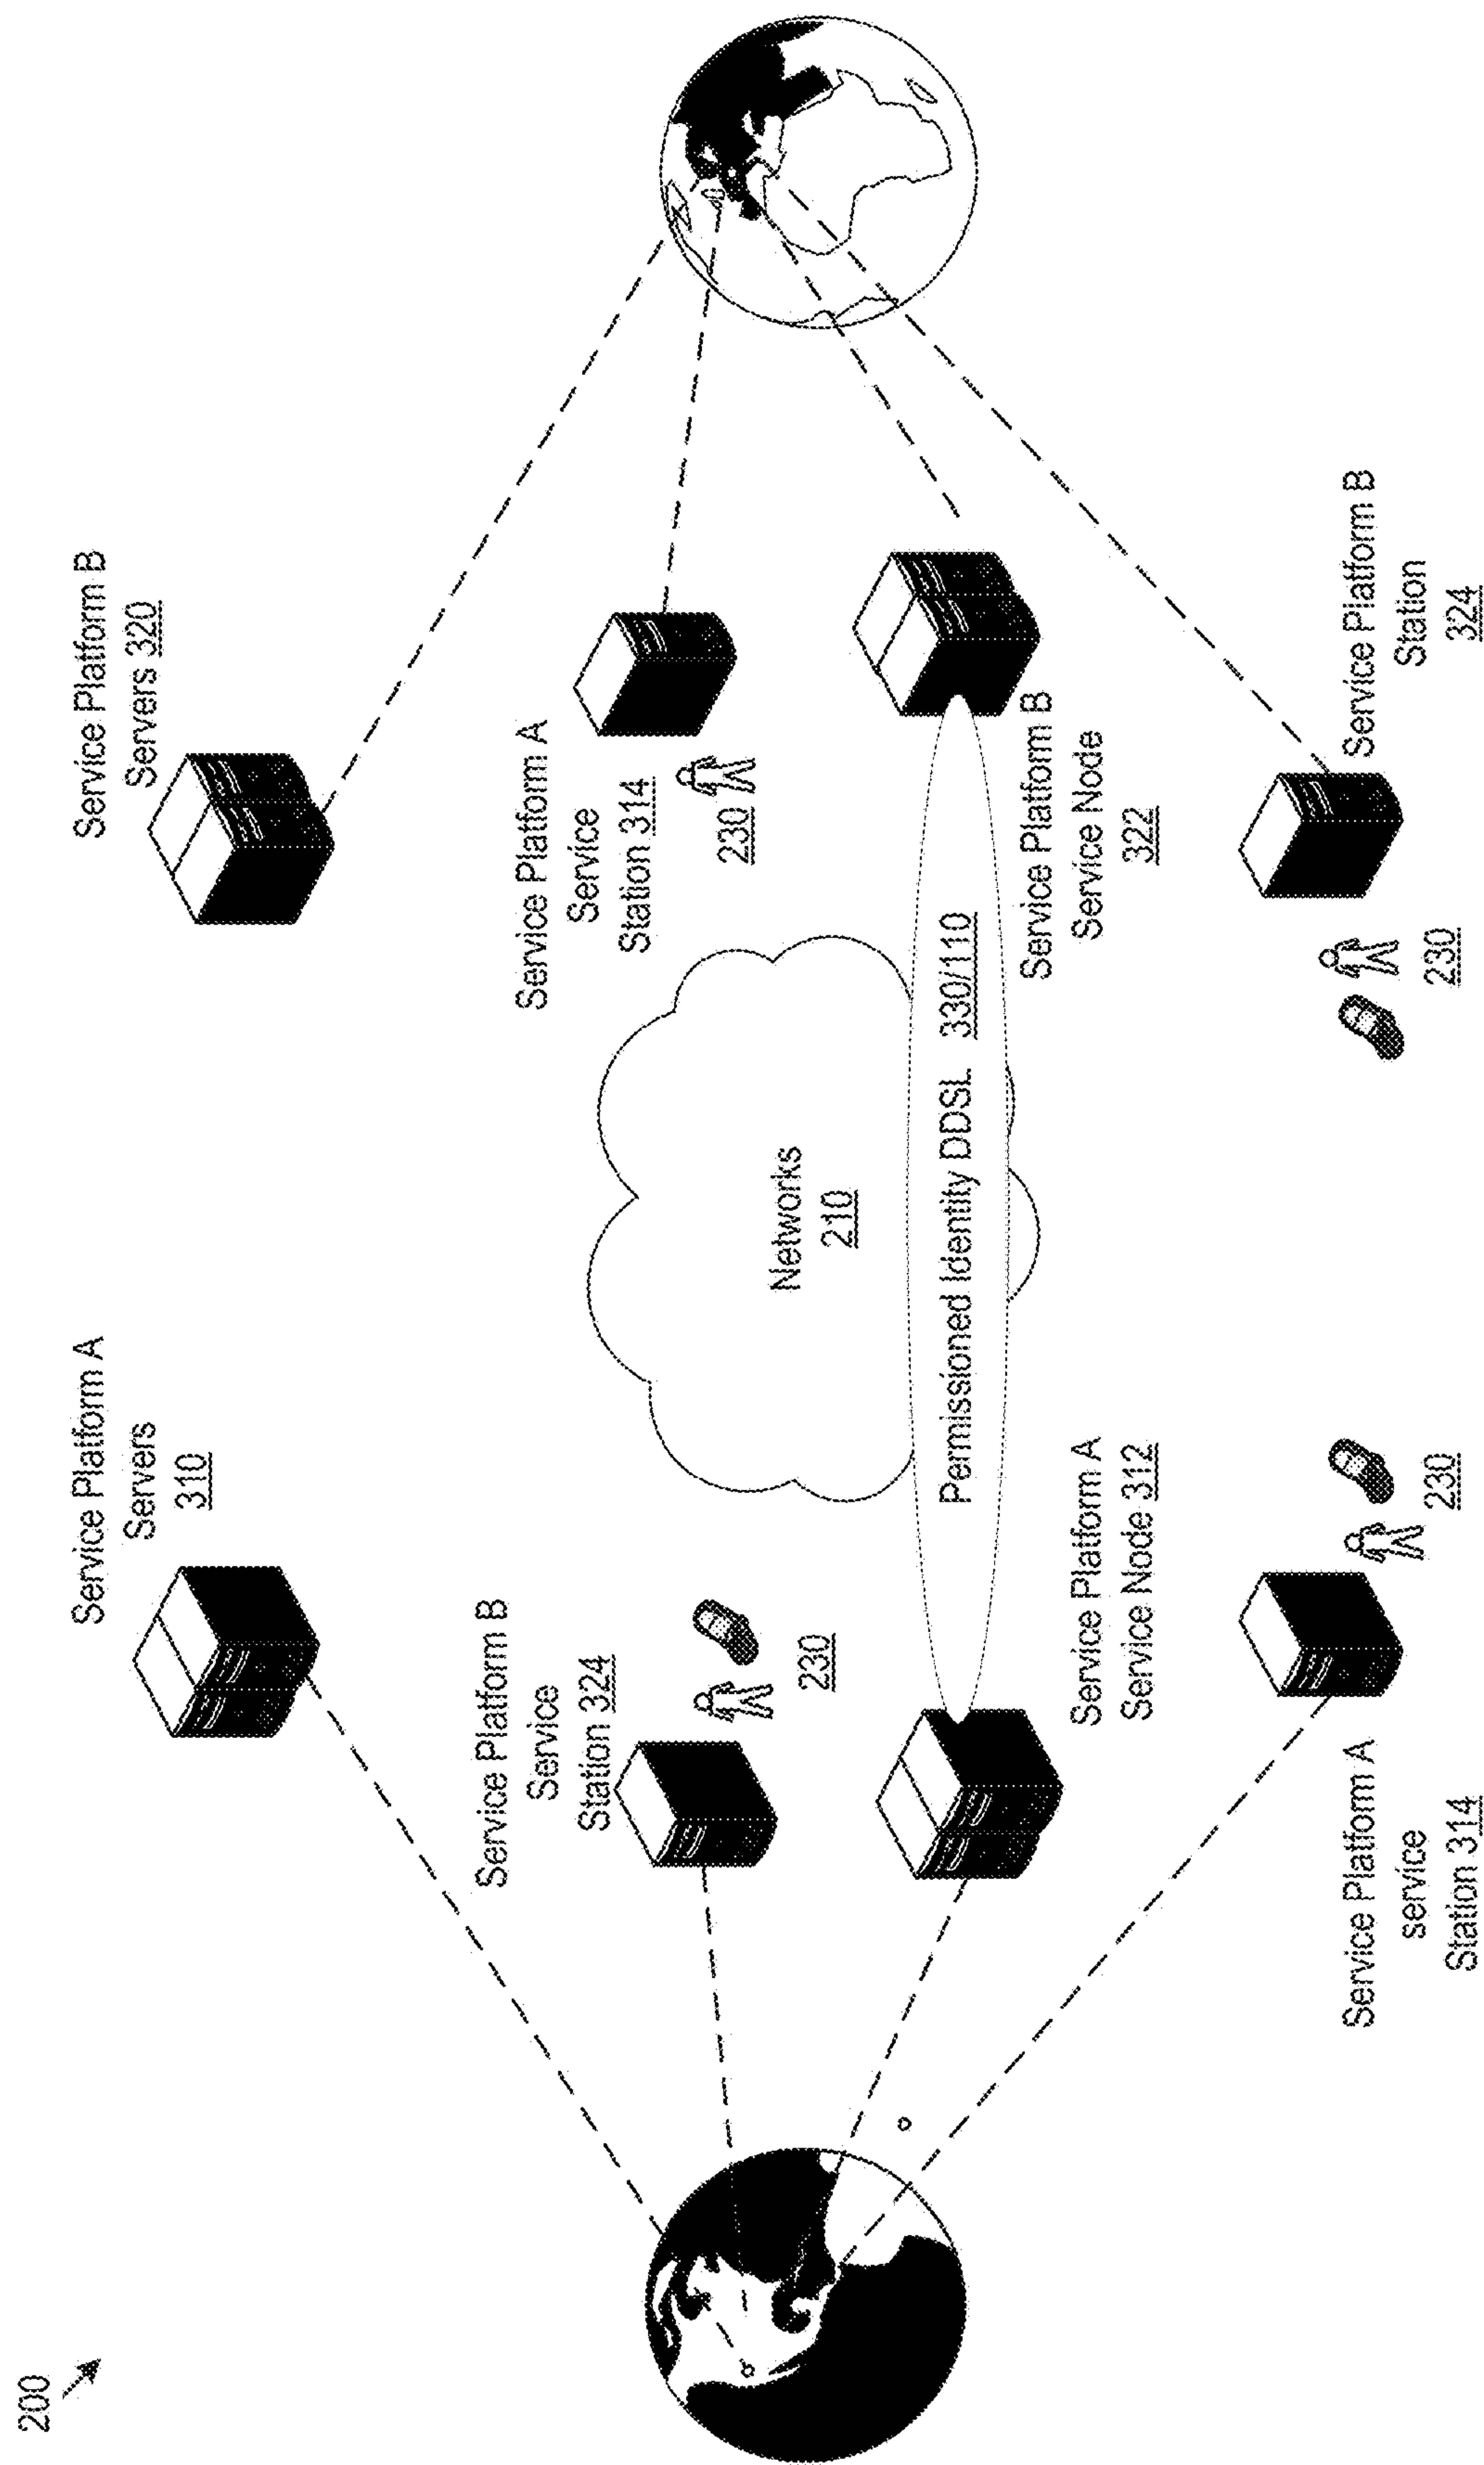 200
Service Platform A
Servers
310
Service Platform B
Servers 320
Service Platform B
Service
Station 324
230
Service Platform A
Service
Station 314
230
Networks
210
Permissioned Identity DDSL 330/110
Service Platform A
Service Node 312
Service Platform B
Service Node
322
Service Platform A
service
Station 314
230
230
Service Platform B
Station
324